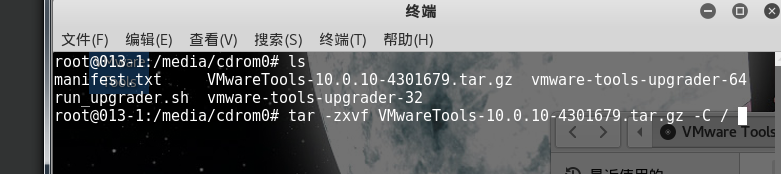 终端
文件(F) 编辑(E) 查看(V) 搜索(S) 终端(T) 帮助(H)
root@013-1:/media/cdrom0# ls
manifest.txt VMwareTools-10.0.10-4301679.tar.gz vmware-tools-upgrader-64
run_upgrader.sh vmware-tools-upgrader-32
root@013-1:/media/cdrom0# tar -zxvf VMwareTools-10.0.10-4301679.tar.gz -C /
VMware Tools
最近使用的